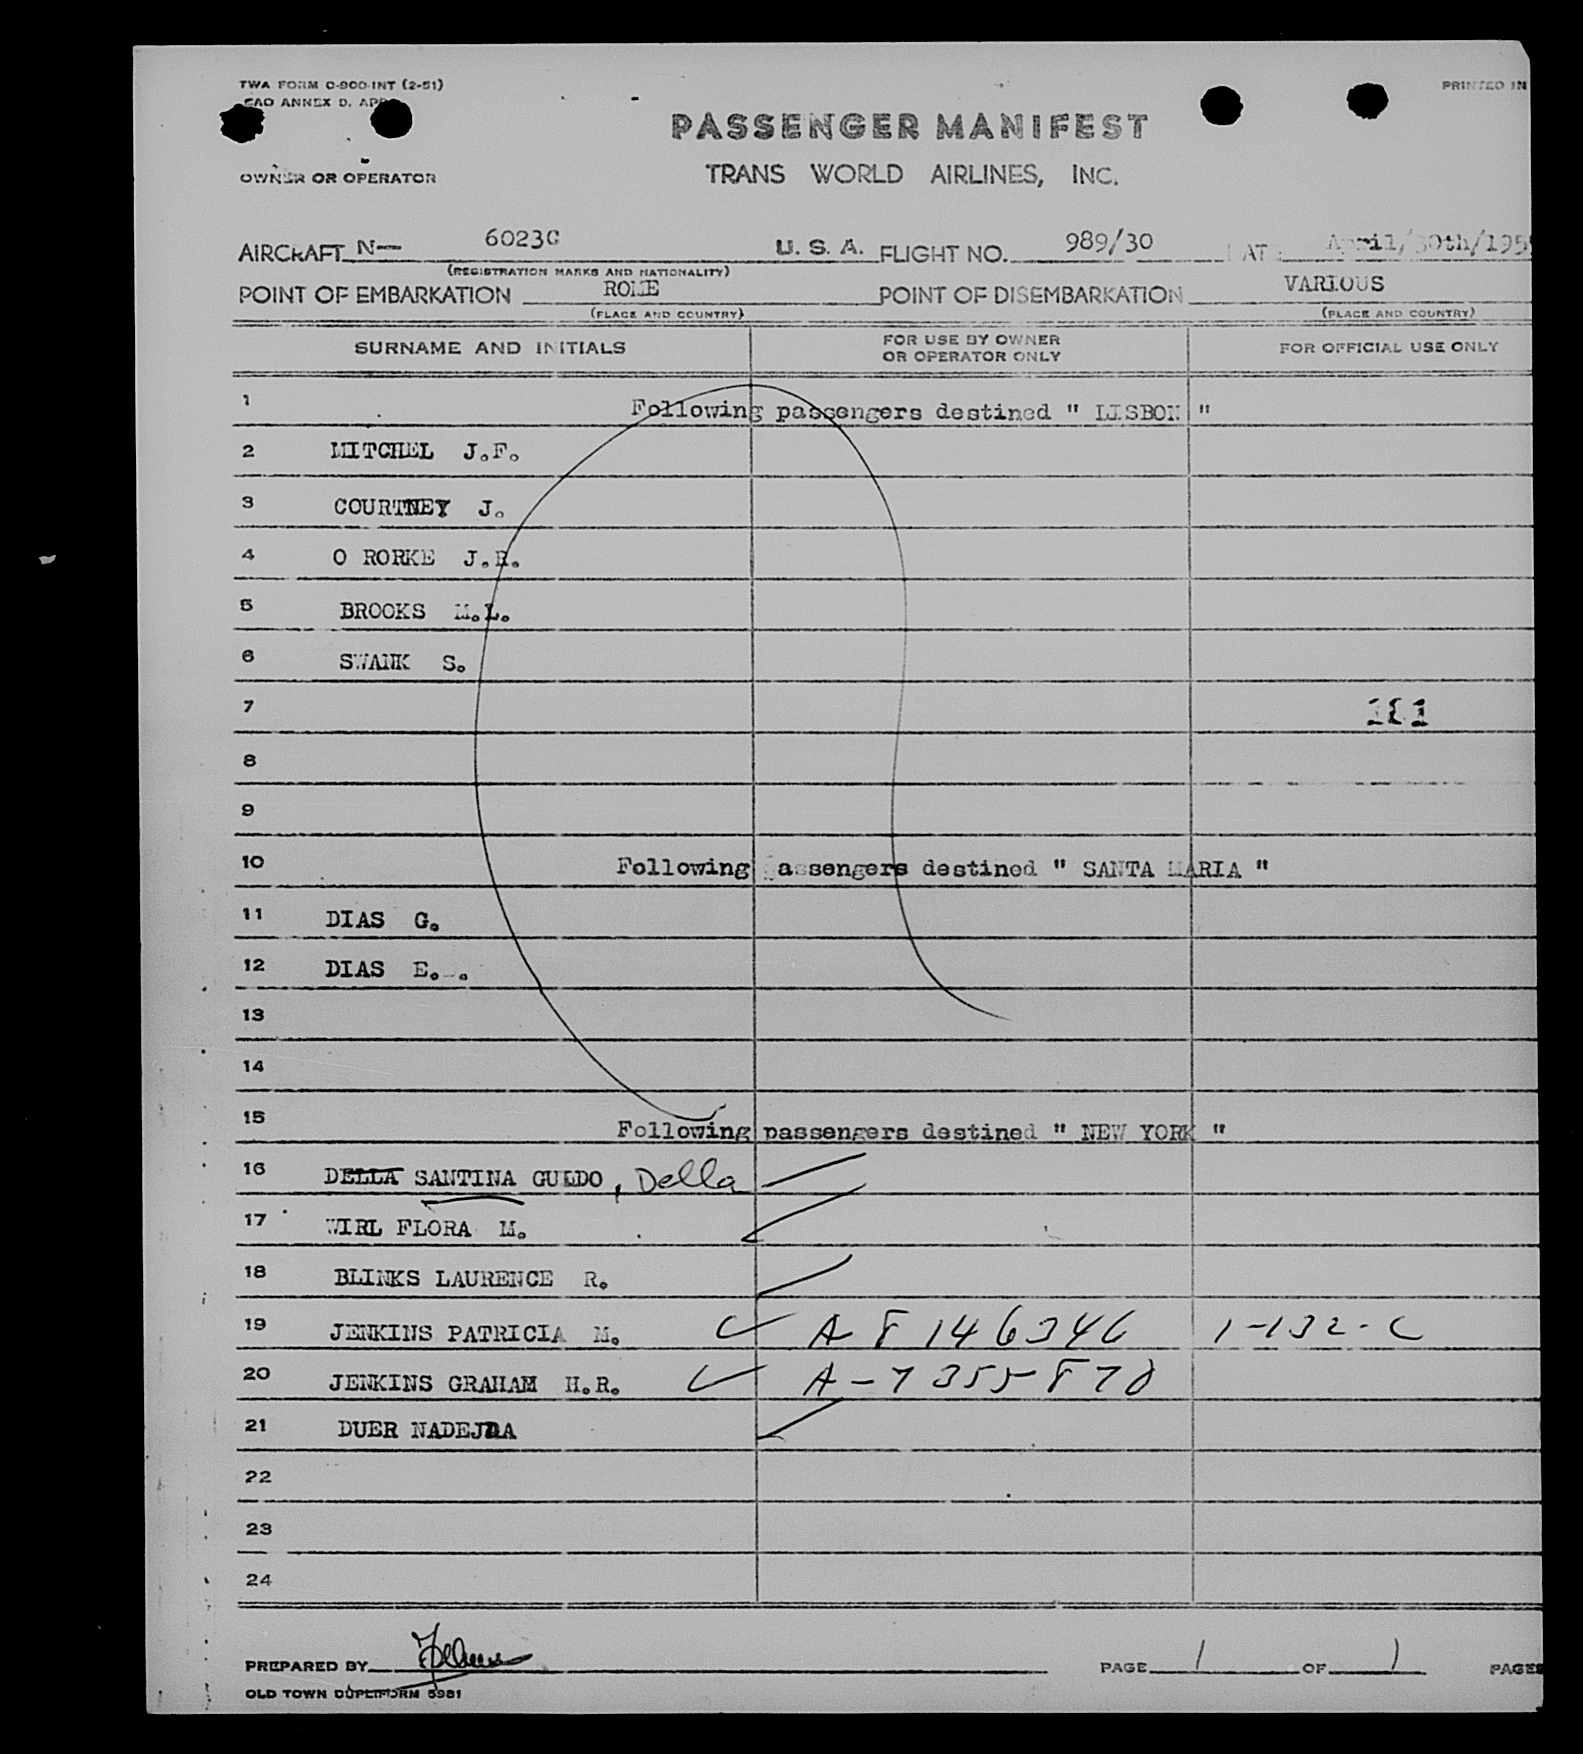 TWA FORM O-900-INT (2-51)
PRINTED IN
ANNEX D.
PASSENGER MANIFEST
OWNER OR OPERATOR
TRANS WORLD AIRLINES, INC.
AIRCRAFT N— 6023C U. S. A. FLIGHT NO. 989/30 April/30th/195
(REGISTRATION MARKS AND NATIONALITY)
POINT OF EMBARKATION ROME POINT OF DISEMBARKATION VARIOUS
(PLACE AND COUNTRY) (PLACE AND COUNTRY)
SURNAME AND INITIALS FOR USE BY OWNER OR OPERATOR ONLY FOR OFFICIAL USE ONLY
1 Following passengers destined " LISBON "
2 MITCHEL J.F.
3 COURTNEY J.
4 O RORKE J.R.
5 BROOKS M.L.
6 SWANK S.
7
8
9
10 Following passengers destined " SANTA MARIA "
11 DIAS G.
12 DIAS E.
13
14
15 Following passengers destined " NEW YORK "
16 DELLA SANTINA GUIDO, Della
17 WIRL FLORA M.
18 BLINKS LAURENCE R.
19 JENKINS PATRICIA M. A-8146346 1-132-C
20 JENKINS GRAHAM H.R. A-7355878
21 DUER NADEJDA
22
23
24
PREPARED BY PAGE 1 OF 1 PAGES
OLD TOWN DUPLIFORM 5981